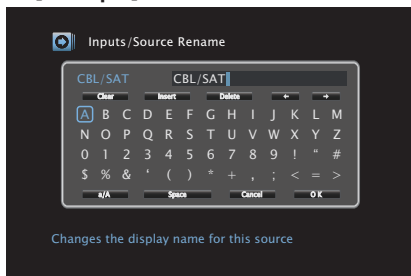 Inputs/Source Rename
CBL/SAT CBL/SAT
Clear Insert Delete ← →
A B C D E F G H I J K L M
N O P Q R S T U V W X Y Z
0 1 2 3 4 5 6 7 8 9 ! “ #
$ % & ‘ ( ) * + , ; < = >
a/A Space Cancel OK
Changes the display name for this source